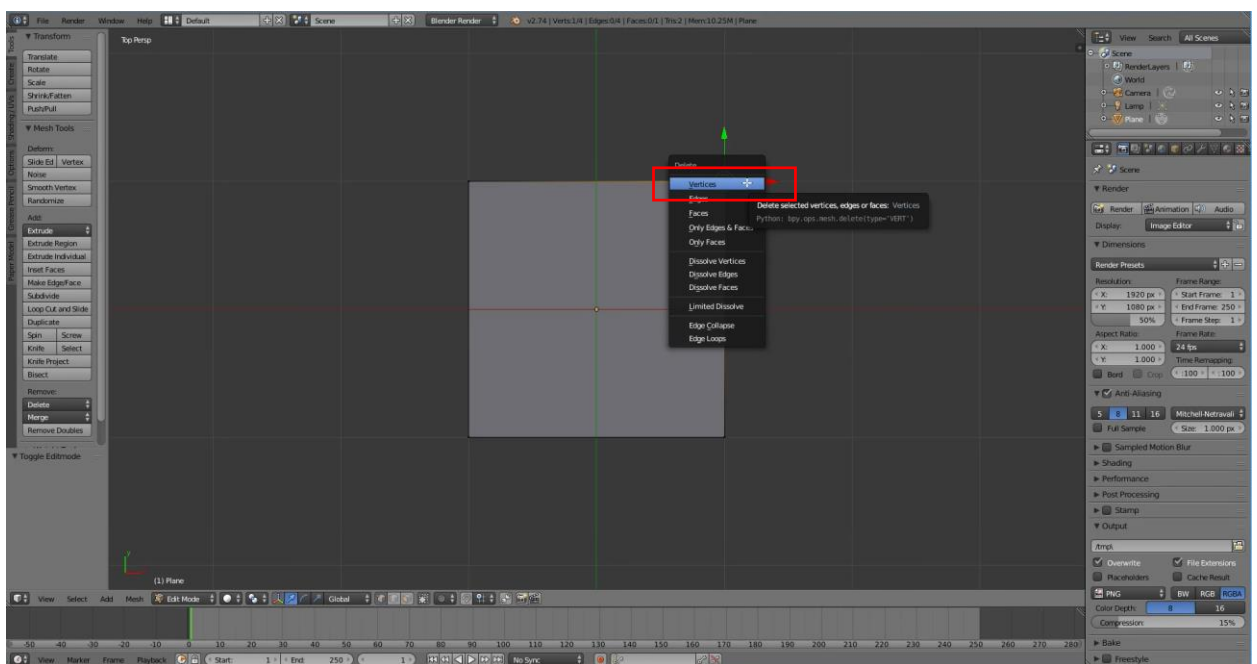 File Render Window Help Default Scene Blender Render v2.74 | Verts:1/4 | Edges:0/4 | Faces:0/1 | Tris:2 | Mem:10.25M | Plane
Transform
Translate
Rotate
Scale
Shrink/Fatten
Push/Pull
Mesh Tools
Deform:
Slide Ed Vertex
Noise
Smooth Vertex
Randomize
Add:
Extrude
Extrude Region
Extrude Individual
Inset Faces
Make Edge/Face
Subdivide
Loop Cut and Slide
Duplicate
Spin Screw
Knife Select
Knife Project
Bisect
Remove:
Delete
Merge
Remove Doubles
Toggle Editmode
Tools
Create
Shading / UVs
Options
Grease Pencil
Paper Model
Top Persp
Delete
Vertices
Edges
Faces
Only Edges & Faces
Only Faces
Dissolve Vertices
Dissolve Edges
Dissolve Faces
Limited Dissolve
Edge Collapse
Edge Loops
Delete selected vertices, edges or faces: Vertices
Python: bpy.ops.mesh.delete(type='VERT')
y
(1) Plane
View Select Add Mesh Edit Mode Global
-50 -40 -30 -20 -10 0 10 20 30 40 50 60 70 80 90 100 110 120 130 140 150 160 170 180 190 200 210 220 230 240 250 260 270 280
View Marker Frame Playback Start: 1 End: 250 1 No Sync
View Search All Scenes
Scene
RenderLayers
World
Camera
Lamp
Plane
Scene
Render
Render Animation Audio
Display: Image Editor
Dimensions
Render Presets
Resolution: Frame Range:
X: 1920 px Start Frame: 1
Y: 1080 px End Frame: 250
50% Frame Step: 1
Aspect Ratio: Frame Rate:
X: 1.000 24 fps
Y: 1.000 Time Remapping:
Bord Crop :100 :100
Anti-Aliasing
5 8 11 16 Mitchell-Netravali
Full Sample Size: 1.000 px
Sampled Motion Blur
Shading
Performance
Post Processing
Stamp
Output
/tmp\
Overwrite File Extensions
Placeholders Cache Result
PNG BW RGB RGBA
Color Depth: 8 16
Compression: 15%
Bake
Freestyle